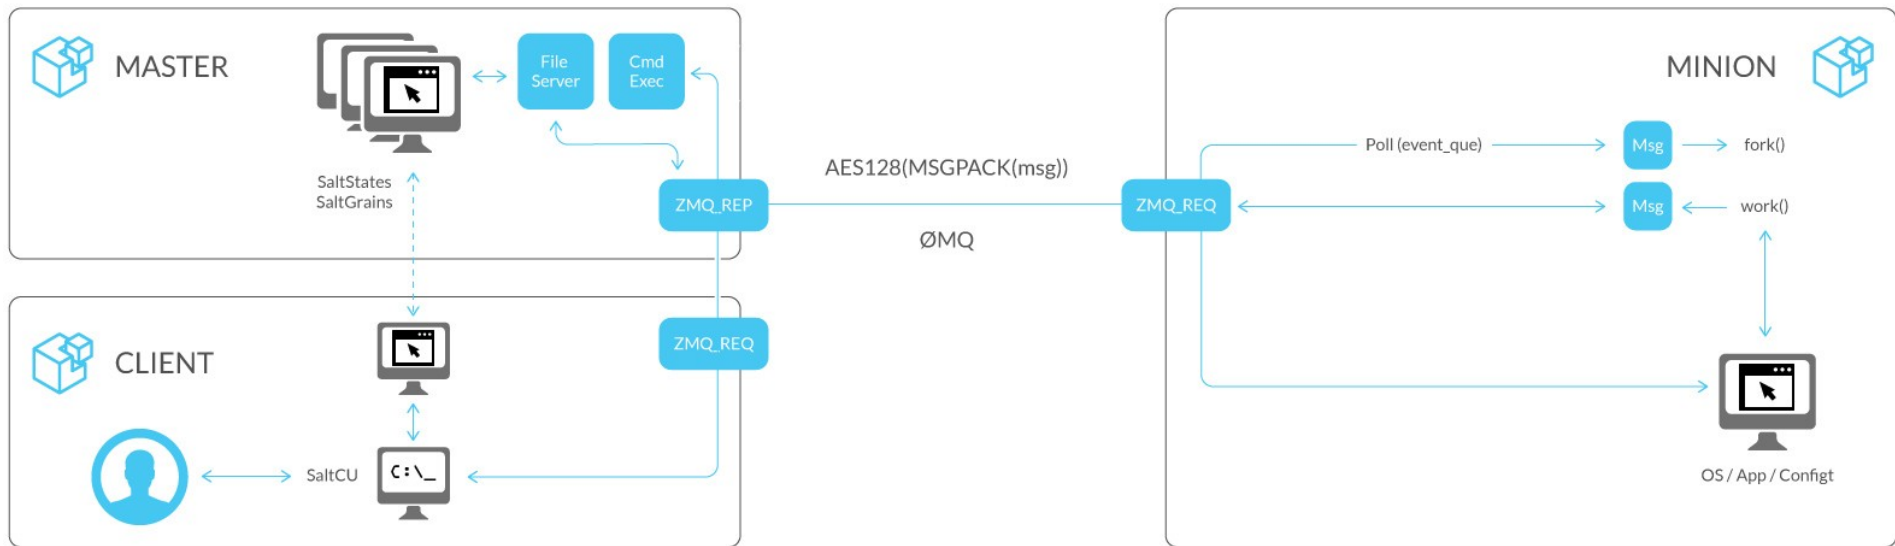 MASTER
File
Server
Cmd
Exec
SaltStates
SaltGrains
ZMQ_REP
AES128(MSGPACK(msg))
ØMQ
MINION
ZMQ_REQ
Poll (event_que)
Msg
fork()
Msg
work()
OS / App / Configt
CLIENT
ZMQ_REQ
SaltCU
C:\_